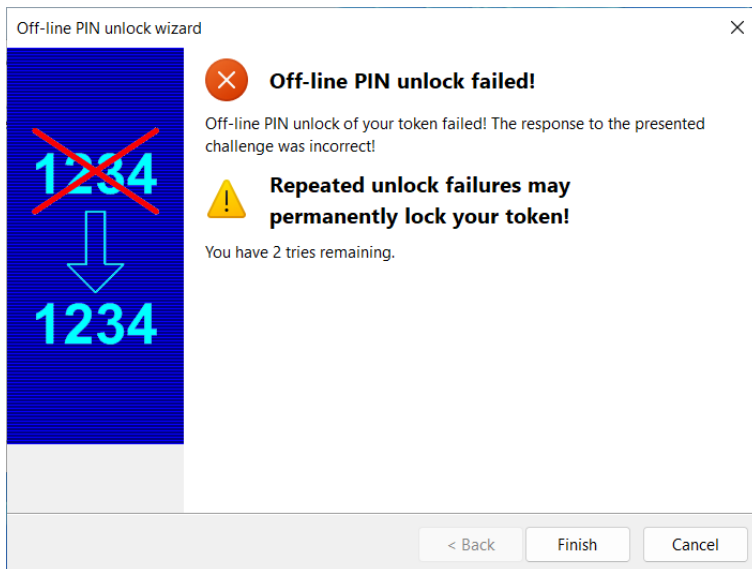 Off-line PIN unlock wizard
1234
1234
Off-line PIN unlock failed!
Off-line PIN unlock of your token failed! The response to the presented
challenge was incorrect!
Repeated unlock failures may
permanently lock your token!
You have 2 tries remaining.
< Back
Finish
Cancel